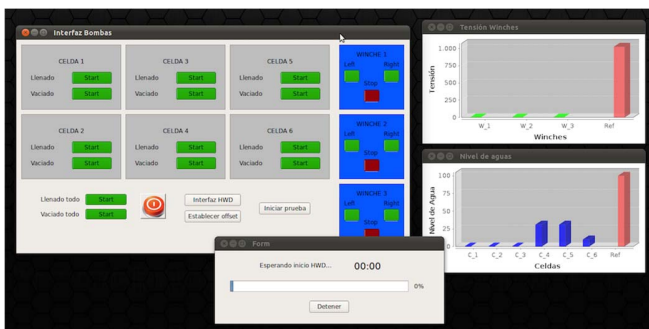 Interfaz Bombas
CELDA 1
Llenado Start
Vaciado Start
CELDA 3
Llenado Start
Vaciado Start
CELDA 5
Llenado Start
Vaciado Start
WINCHE 1
Left Right
Stop
CELDA 2
Llenado Start
Vaciado Start
CELDA 4
Llenado Start
Vaciado Start
CELDA 6
Llenado Start
Vaciado Start
WINCHE 2
Left Right
Stop
Llenado todo Start
Vaciado todo Start
Interfaz HWD
Establecer offset
Iniciar prueba
WINCHE 3
Left Right
Stop
Form
Esperando inicio HWD... 00:00
0%
Detener
Tensión Winches
Tensión
1.000
750
500
250
0
W_1 W_2 W_3 Ref
Winches
Nivel de aguas
Nivel de Agua
100
75
50
25
0
C_1 C_2 C_3 C_4 C_5 C_6 Ref
Celdas